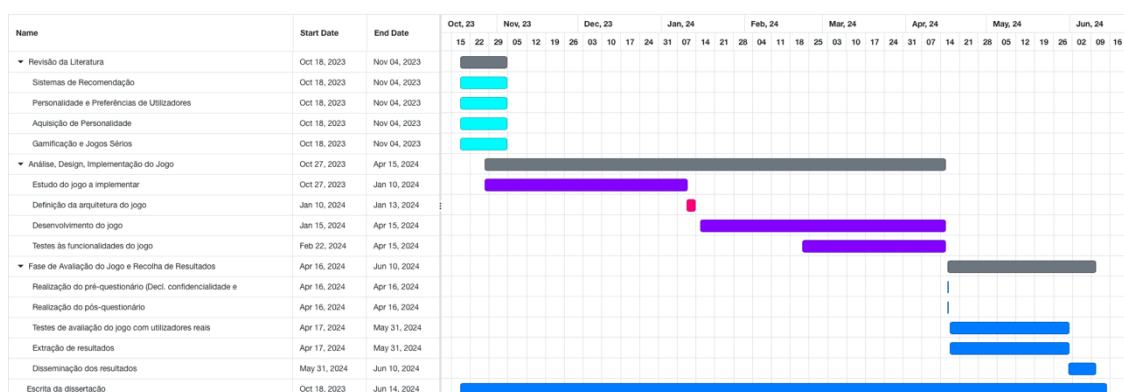 Name Start Date End Date
Oct, 23 Nov, 23 Dec, 23 Jan, 24 Feb, 24 Mar, 24 Apr, 24 May, 24 Jun, 24
15 22 29 05 12 19 26 03 10 17 24 31 07 14 21 28 04 11 18 25 03 10 17 24 31 07 14 21 28 05 12 19 26 02 09 16
Revisão da Literatura Oct 18, 2023 Nov 04, 2023
Sistemas de Recomendação Oct 18, 2023 Nov 04, 2023
Personalidade e Preferências de Utilizadores Oct 18, 2023 Nov 04, 2023
Aquisição de Personalidade Oct 18, 2023 Nov 04, 2023
Gamificação e Jogos Sérios Oct 18, 2023 Nov 04, 2023
Análise, Design, Implementação do Jogo Oct 27, 2023 Apr 15, 2024
Estudo do jogo a implementar Oct 27, 2023 Jan 10, 2024
Definição da arquitetura do jogo Jan 10, 2024 Jan 13, 2024
Desenvolvimento do jogo Jan 15, 2024 Apr 15, 2024
Testes às funcionalidades do jogo Feb 22, 2024 Apr 15, 2024
Fase de Avaliação do Jogo e Recolha de Resultados Apr 16, 2024 Jun 10, 2024
Realização do pré-questionário (Decl. confidencialidade e Apr 16, 2024 Apr 16, 2024
Realização do pós-questionário Apr 16, 2024 Apr 16, 2024
Testes de avaliação do jogo com utilizadores reais Apr 17, 2024 May 31, 2024
Extração de resultados Apr 17, 2024 May 31, 2024
Disseminação dos resultados May 31, 2024 Jun 10, 2024
Escrita da dissertação Oct 18, 2023 Jun 14, 2024